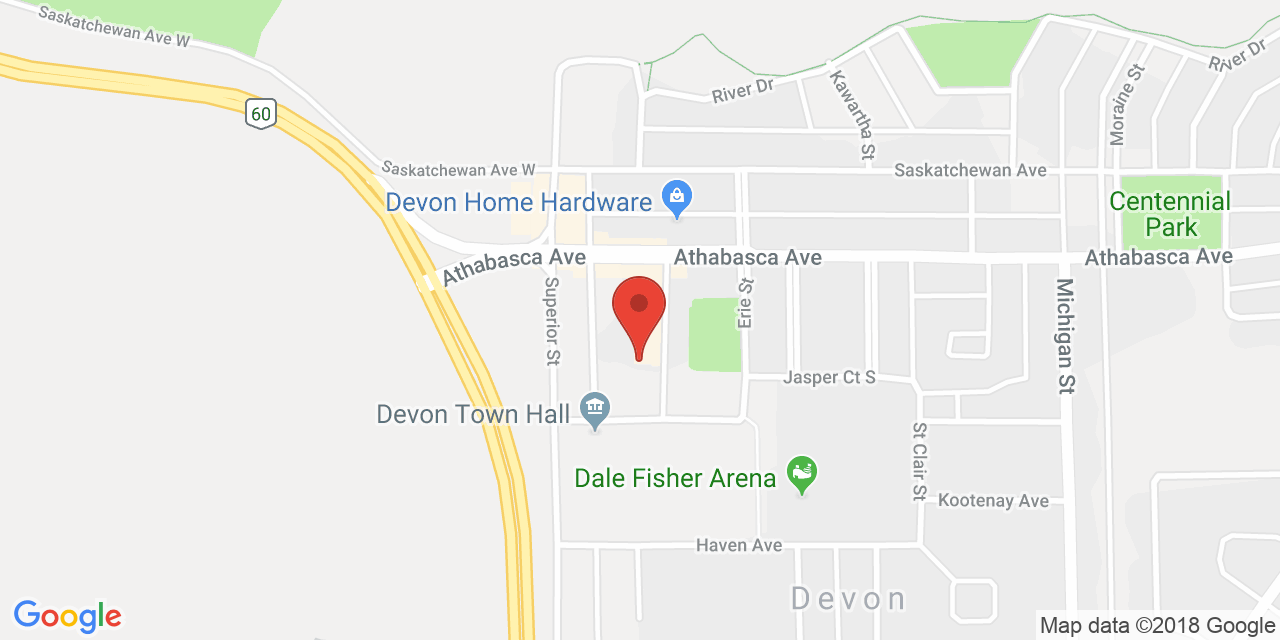 Saskatchewan Ave W
60
River Dr
River Dr
Kawartha St
Moraine St
Saskatchewan Ave W
Saskatchewan Ave
Devon Home Hardware
Centennial
Park
Athabasca Ave
Athabasca Ave
Athabasca Ave
Superior St
Erie St
Michigan St
Jasper Ct S
Devon Town Hall
St Clair St
Dale Fisher Arena
Kootenay Ave
Haven Ave
Devon
Google
Map data ©2018 Google